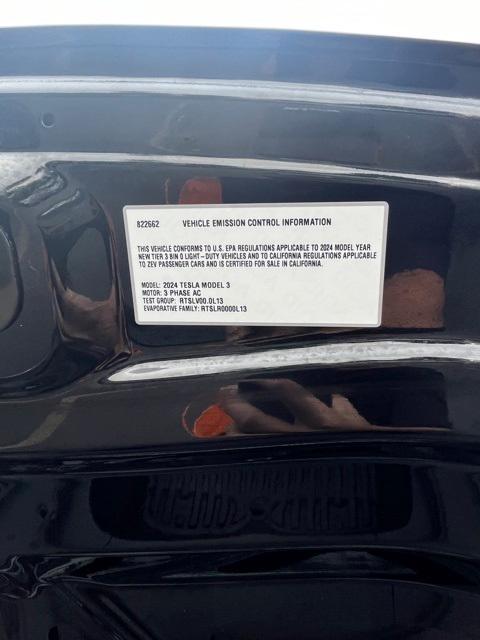 822662 VEHICLE EMISSION CONTROL INFORMATION
THIS VEHICLE CONFORMS TO U.S. EPA REGULATIONS APPLICABLE TO 2024 MODEL YEAR
NEW TIER 3 BIN 0 LIGHT-DUTY VEHICLES AND TO CALIFORNIA REGULATIONS APPLICABLE
TO ZEV PASSENGER CARS AND IS CERTIFIED FOR SALE IN CALIFORNIA.
MODEL: 2024 TESLA MODEL 3
MOTOR: 3 PHASE AC
TEST GROUP: RTSLV00.0L13
EVAPORATIVE FAMILY: RTSLR0000L13